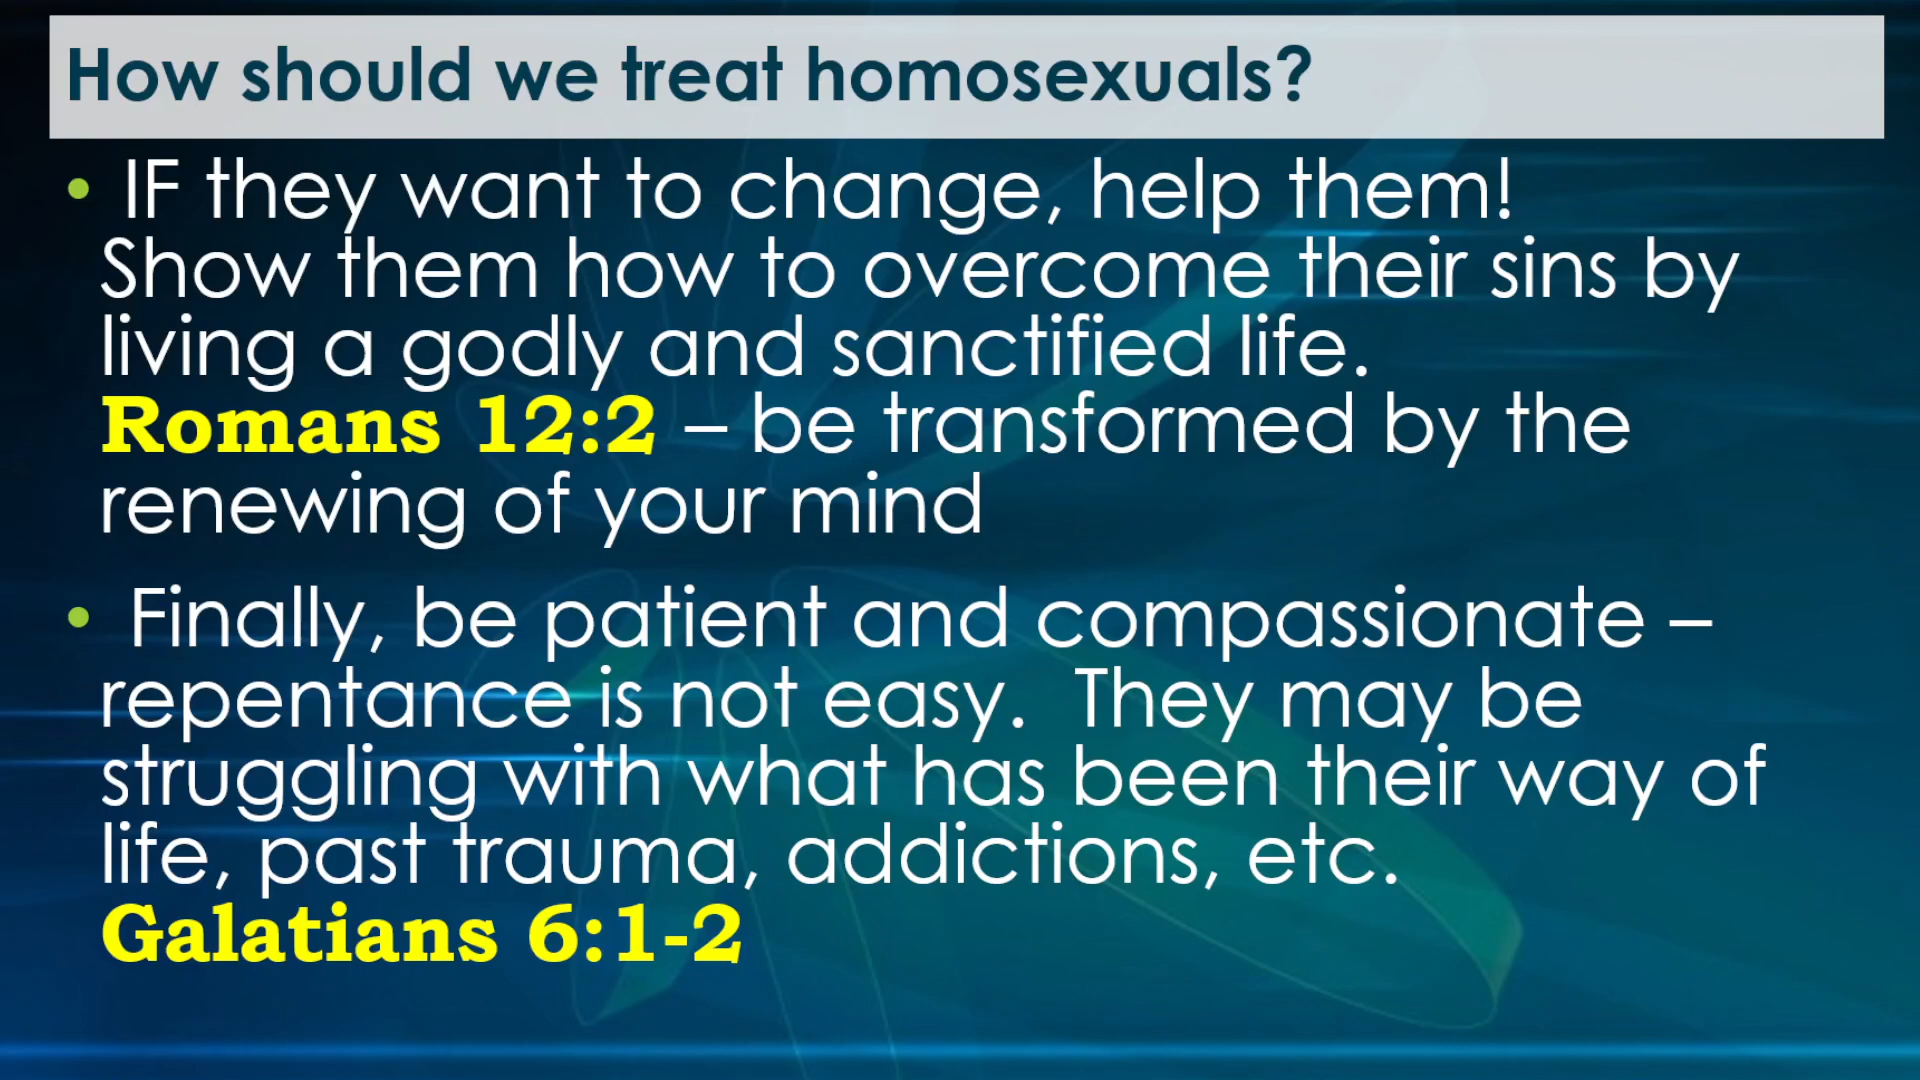 How should we treat homosexuals?
• IF they want to change, help them!
Show them how to overcome their sins by
living a godly and sanctified life.
Romans 12:2 – be transformed by the
renewing of your mind
• Finally, be patient and compassionate –
repentance is not easy.  They may be
struggling with what has been their way of
life, past trauma, addictions, etc.
Galatians 6:1-2